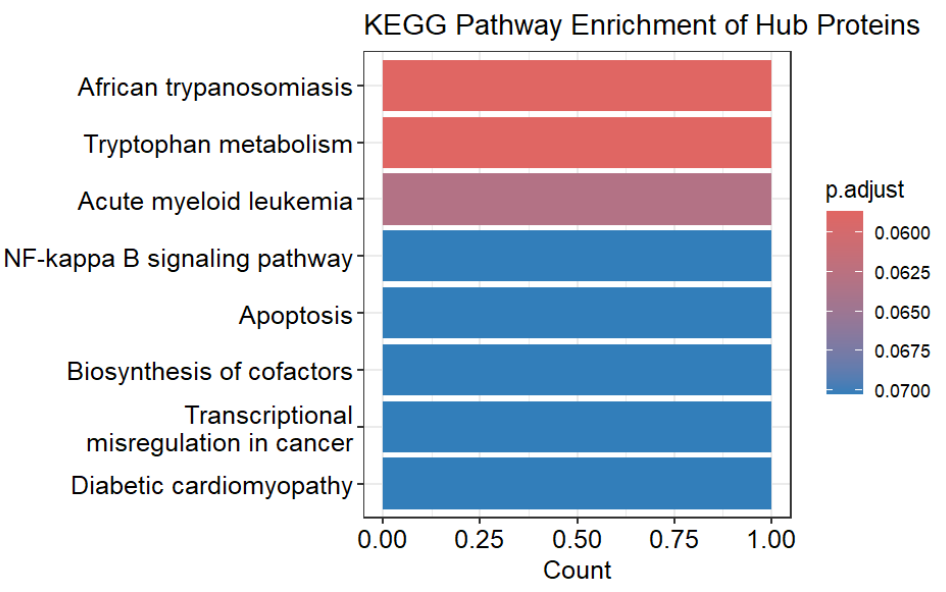 KEGG Pathway Enrichment of Hub Proteins
African trypanosomiasis
Tryptophan metabolism
Acute myeloid leukemia
NF-kappa B signaling pathway
Apoptosis
Biosynthesis of cofactors
Transcriptional
misregulation in cancer
Diabetic cardiomyopathy
0.00 0.25 0.50 0.75 1.00
Count
p.adjust
0.0600
0.0625
0.0650
0.0675
0.0700